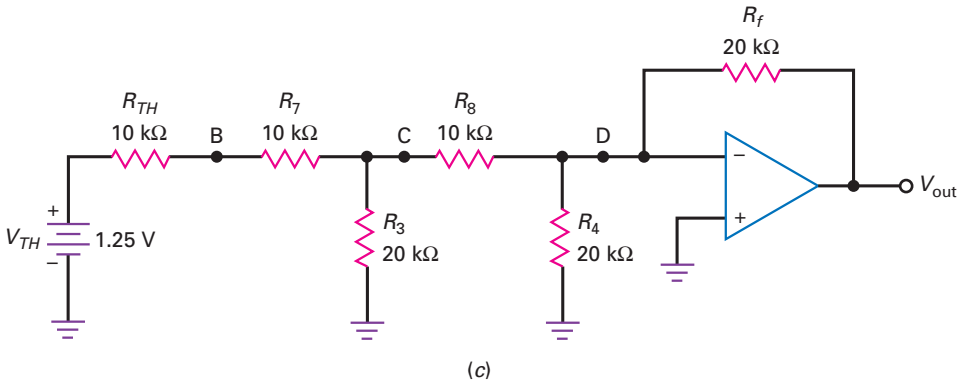 R_f
20 kΩ
R_TH
10 kΩ
R_7
10 kΩ
R_8
10 kΩ
B
C
D
−
+
V_out
+
V_TH
1.25 V
−
R_3
20 kΩ
R_4
20 kΩ
(c)